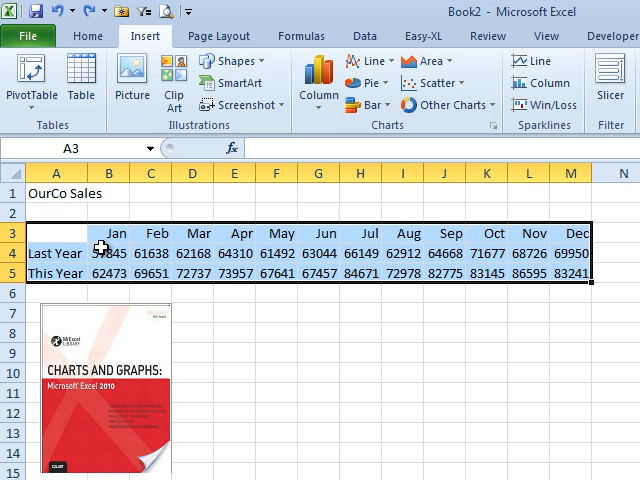 Book2 - Microsoft Excel
File Home Insert Page Layout Formulas Data Easy-XL Review View Developer
PivotTable Table Picture Clip Art Shapes SmartArt Screenshot Column Line Pie Bar Area Scatter Other Charts Line Column Win/Loss Slicer
Tables Illustrations Charts Sparklines Filter
A3 fx
A B C D E F G H I J K L M N
1 OurCo Sales
2
3 Jan Feb Mar Apr May Jun Jul Aug Sep Oct Nov Dec
4 Last Year 61638 62168 64310 61492 63044 66149 62912 64668 71677 68726 69950
5 This Year 62473 69651 72737 73957 67641 67457 84671 72978 82775 83145 86595 83241
6
7
8
9 MrExcel LIBRARY
10 CHARTS AND GRAPHS:
11 Microsoft Excel 2010
12
13
14
15 QUE